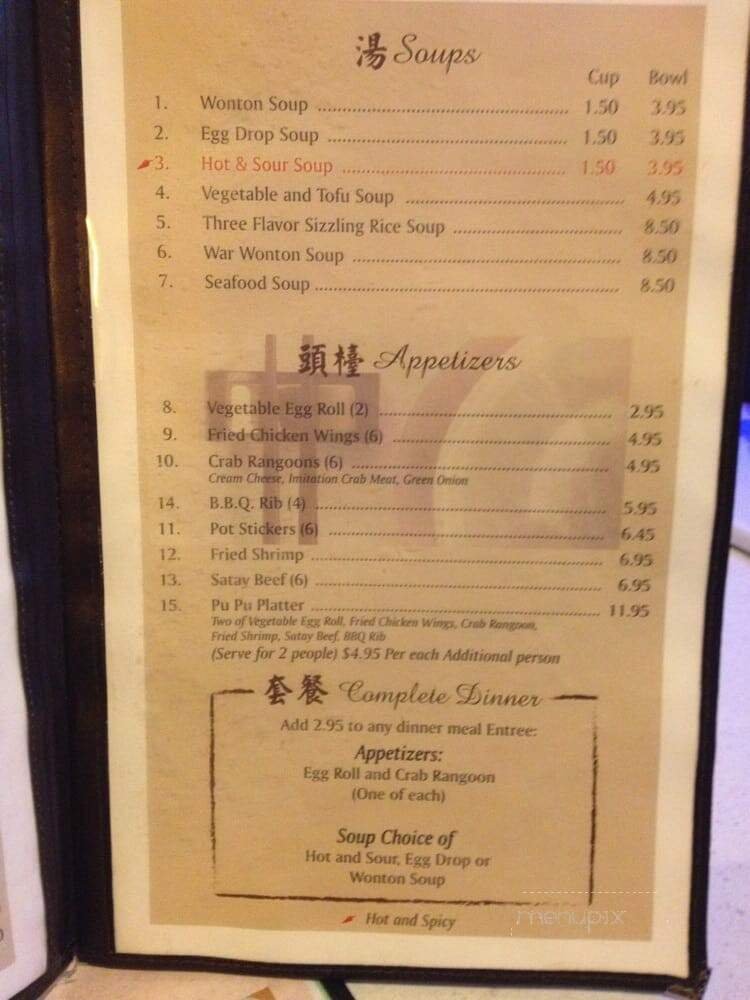 湯 Soups
Cup Bowl
1. Wonton Soup 1.50 3.95
2. Egg Drop Soup 1.50 3.95
3. Hot & Sour Soup 1.50 3.95
4. Vegetable and Tofu Soup 4.95
5. Three Flavor Sizzling Rice Soup 8.50
6. War Wonton Soup 8.50
7. Seafood Soup 8.50
頭檯 Appetizers
8. Vegetable Egg Roll (2) 2.95
9. Fried Chicken Wings (6) 4.95
10. Crab Rangoons (6) 4.95
Cream Cheese, Imitation Crab Meat, Green Onion
14. B.B.Q. Rib (4) 5.95
11. Pot Stickers (6) 6.45
12. Fried Shrimp 6.95
13. Satay Beef (6) 6.95
15. Pu Pu Platter 11.95
Two of Vegetable Egg Roll, Fried Chicken Wings, Crab Rangoon,
Fried Shrimp, Satay Beef, BBQ Rib
(Serve for 2 people) $4.95 Per each Additional person
套餐 Complete Dinner
Add 2.95 to any dinner meal Entree:
Appetizers:
Egg Roll and Crab Rangoon
(One of each)
Soup Choice of
Hot and Sour, Egg Drop or
Wonton Soup
Hot and Spicy
menupix